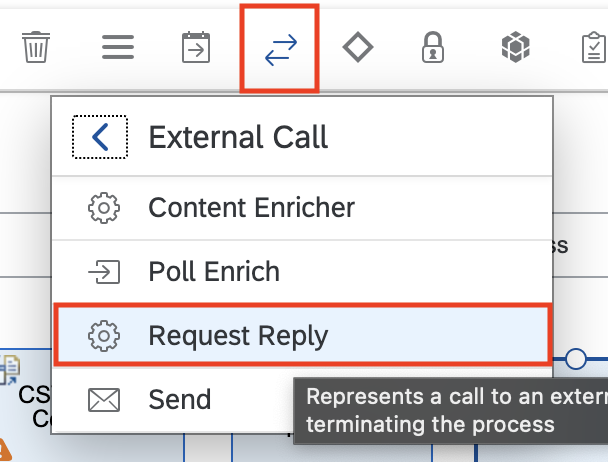 External Call
Content Enricher
Poll Enrich
ss
Request Reply
CS
Send
Represents a call to an extern
terminating the process